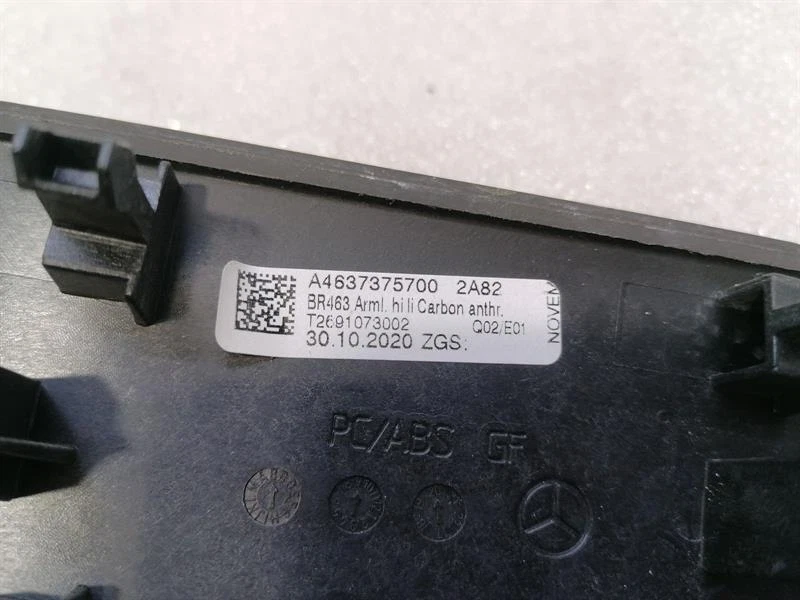 A4637375700 2A82
BR463 Arml. hi li Carbon anthr.
T2691073002 Q02/E01
30.10.2020 ZGS:
NOVEM
PC/ABS GF